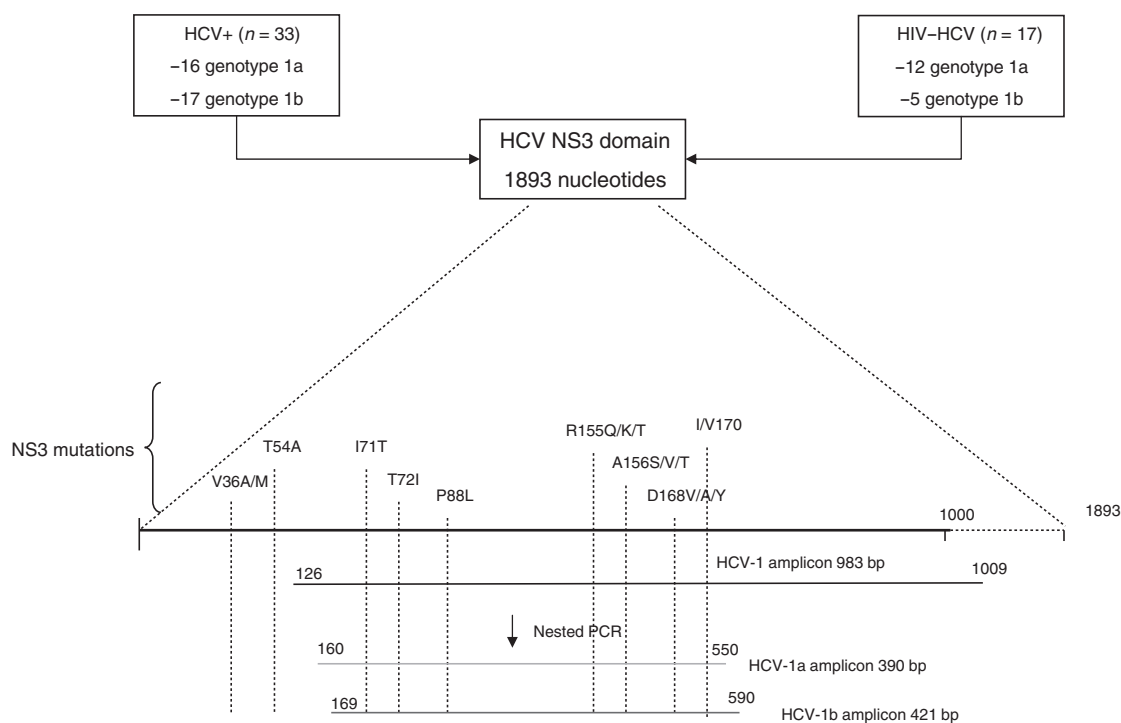 HCV+ (n = 33)
–16 genotype 1a
–17 genotype 1b
HIV–HCV (n = 17)
–12 genotype 1a
–5 genotype 1b
HCV NS3 domain
1893 nucleotides
NS3 mutations
V36A/M
T54A
I71T
T72I
P88L
R155Q/K/T
A156S/V/T
D168V/A/Y
I/V170
1000
1893
126
HCV-1 amplicon 983 bp
1009
Nested PCR
160
550
HCV-1a amplicon 390 bp
169
590
HCV-1b amplicon 421 bp